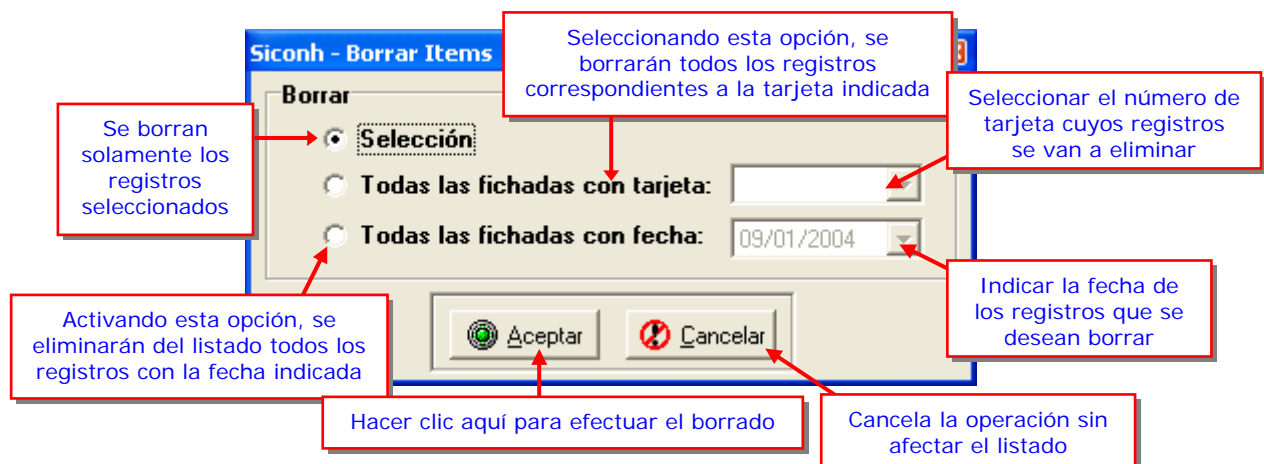 Siconh - Borrar Items
Seleccionando esta opción, se
borrarán todos los registros
correspondientes a la tarjeta indicada
Borrar
Seleccionar el número de
tarjeta cuyos registros
se van a eliminar
Se borran
solamente los
registros
seleccionados
Selección
Todas las fichadas con tarjeta:
Todas las fichadas con fecha:
09/01/2004
Indicar la fecha de
los registros que se
desean borrar
Activando esta opción, se
eliminarán del listado todos los
registros con la fecha indicada
Aceptar
Cancelar
Hacer clic aquí para efectuar el borrado
Cancela la operación sin
afectar el listado